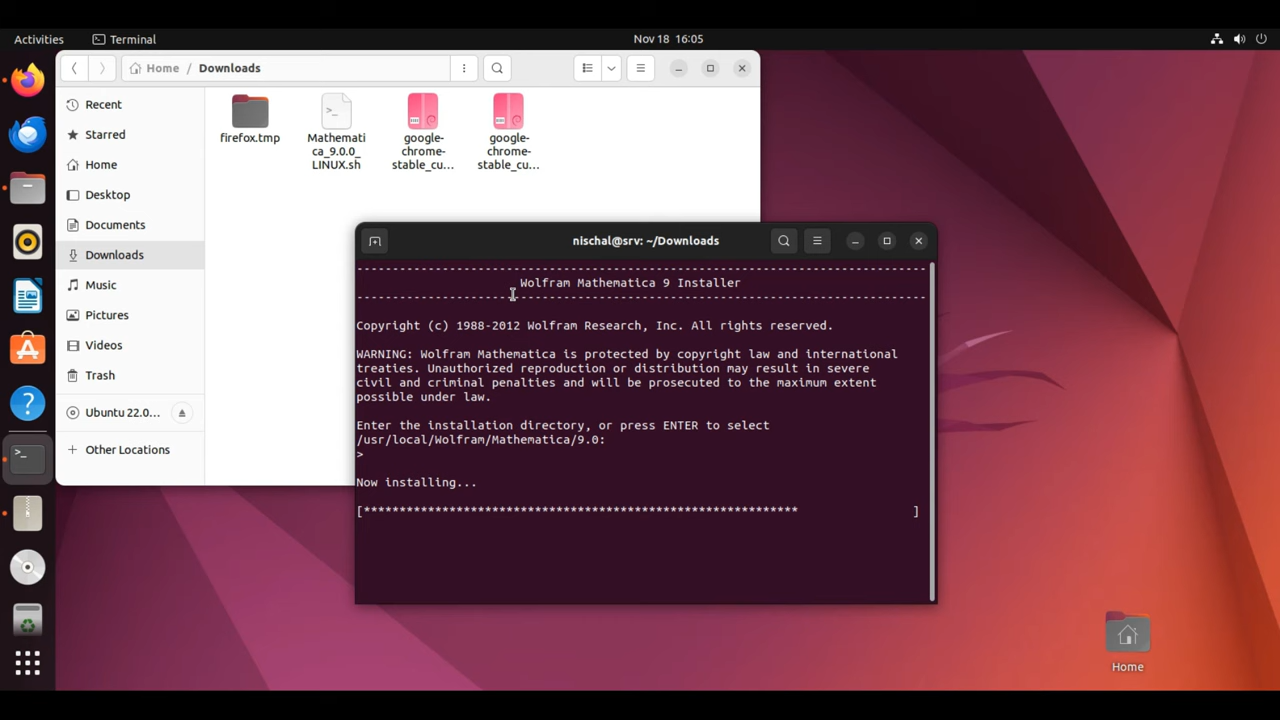 Activities
Terminal
Nov 18 16:05
Home / Downloads
Recent
Starred
Home
Desktop
Documents
Downloads
Music
Pictures
Videos
Trash
Ubuntu 22.0...
Other Locations
firefox.tmp
Mathemati
ca_9.0.0_
LINUX.sh
google-
chrome-
stable_cu...
google-
chrome-
stable_cu...
nischal@srv: ~/Downloads
--------------------------------------------------------------------------------
Wolfram Mathematica 9 Installer
--------------------------------------------------------------------------------
Copyright (c) 1988-2012 Wolfram Research, Inc. All rights reserved.
WARNING: Wolfram Mathematica is protected by copyright law and international
treaties. Unauthorized reproduction or distribution may result in severe
civil and criminal penalties and will be prosecuted to the maximum extent
possible under law.
Enter the installation directory, or press ENTER to select
/usr/local/Wolfram/Mathematica/9.0:
>
Now installing...
[************************************************************* ]
Home